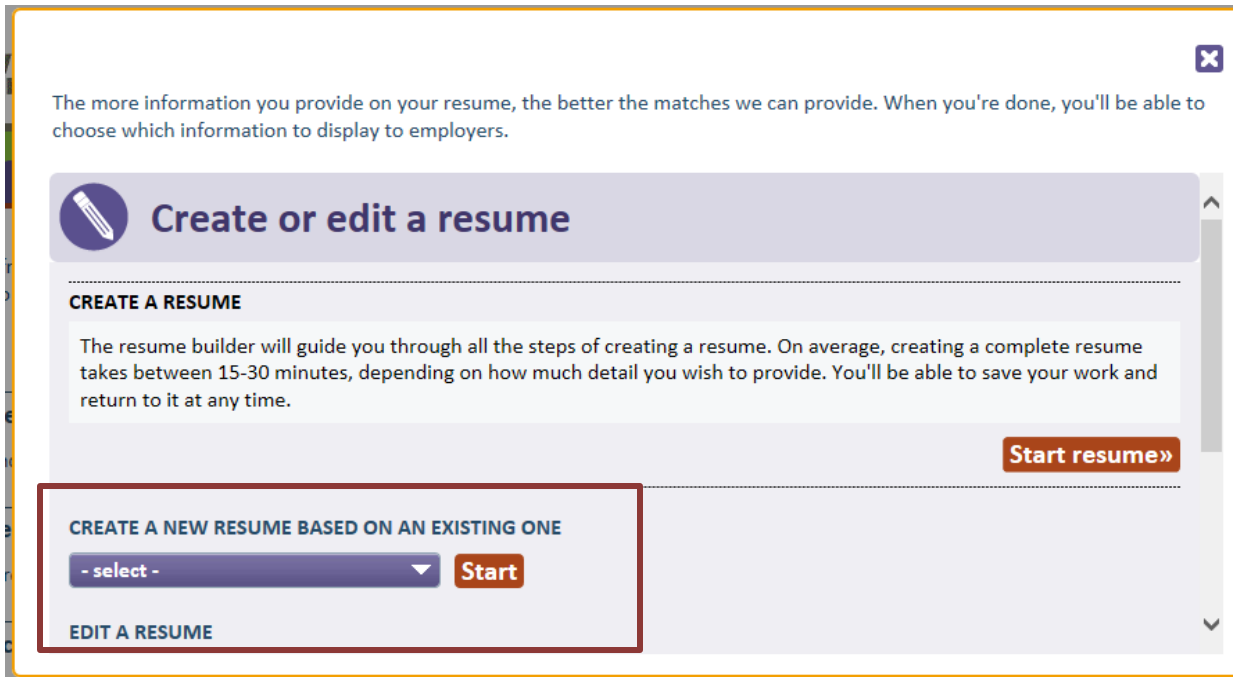 The more information you provide on your resume, the better the matches we can provide. When you're done, you'll be able to
choose which information to display to employers.
Create or edit a resume
CREATE A RESUME
The resume builder will guide you through all the steps of creating a resume. On average, creating a complete resume
takes between 15-30 minutes, depending on how much detail you wish to provide. You'll be able to save your work and
return to it at any time.
Start resume»
CREATE A NEW RESUME BASED ON AN EXISTING ONE
- select -
Start
EDIT A RESUME